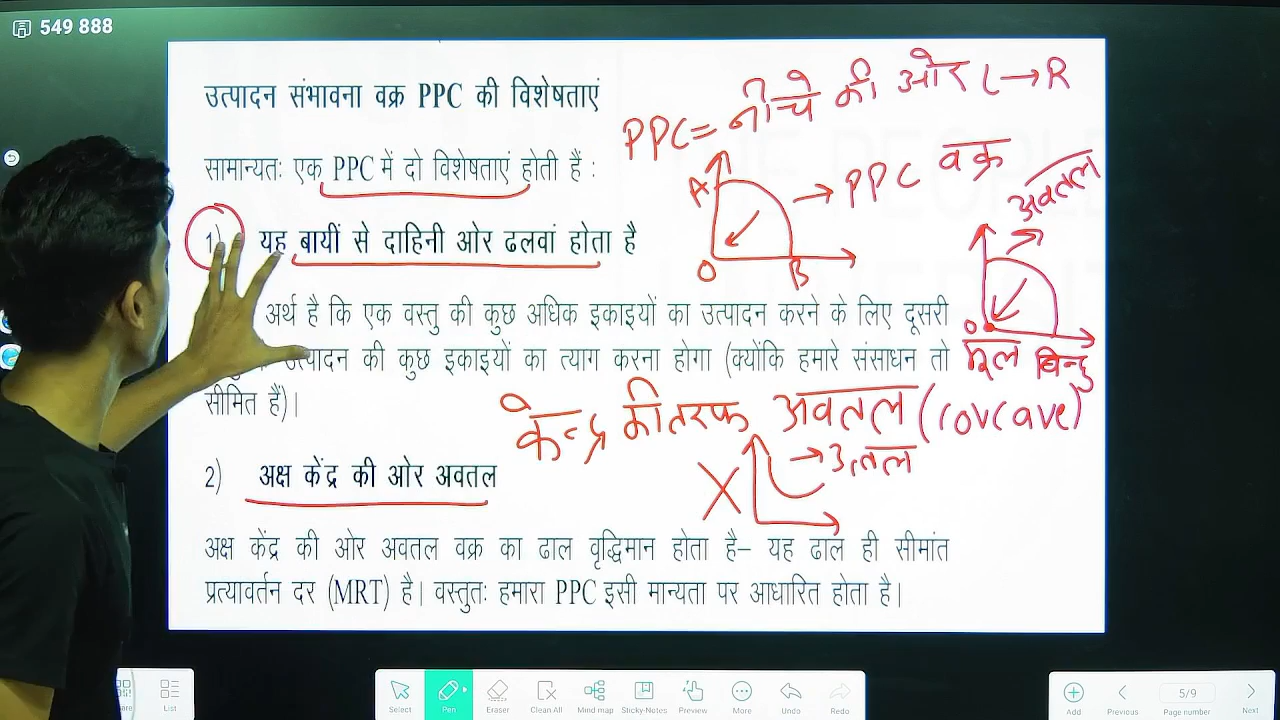 549 888
उत्पादन संभावना वक्र PPC की विशेषताएं
PPC = नीचे की ओर L→R
सामान्यतः एक PPC में दो विशेषताएं होती हैं :
A
→ PPC वक्र
अवतल
1) यह बायीं से दाहिनी ओर ढलवां होता है
O B
अर्थ है कि एक वस्तु की कुछ अधिक इकाइयों का उत्पादन करने के लिए दूसरी
O
मूल बिन्दु
उत्पादन की कुछ इकाइयों का त्याग करना होगा (क्योंकि हमारे संसाधन तो
सीमित हैं)।
केन्द्र की तरफ अवतल (concave)
X → उत्तल
2) अक्ष केंद्र की ओर अवतल
अक्ष केंद्र की ओर अवतल वक्र का ढाल वृद्धिमान होता है– यह ढाल ही सीमांत
प्रत्यावर्तन दर (MRT) है। वस्तुतः हमारा PPC इसी मान्यता पर आधारित होता है।
List Select Pen Eraser Clean All Mind map Sticky-Notes Preview More Undo Redo Add Previous 5/9 Page number Next